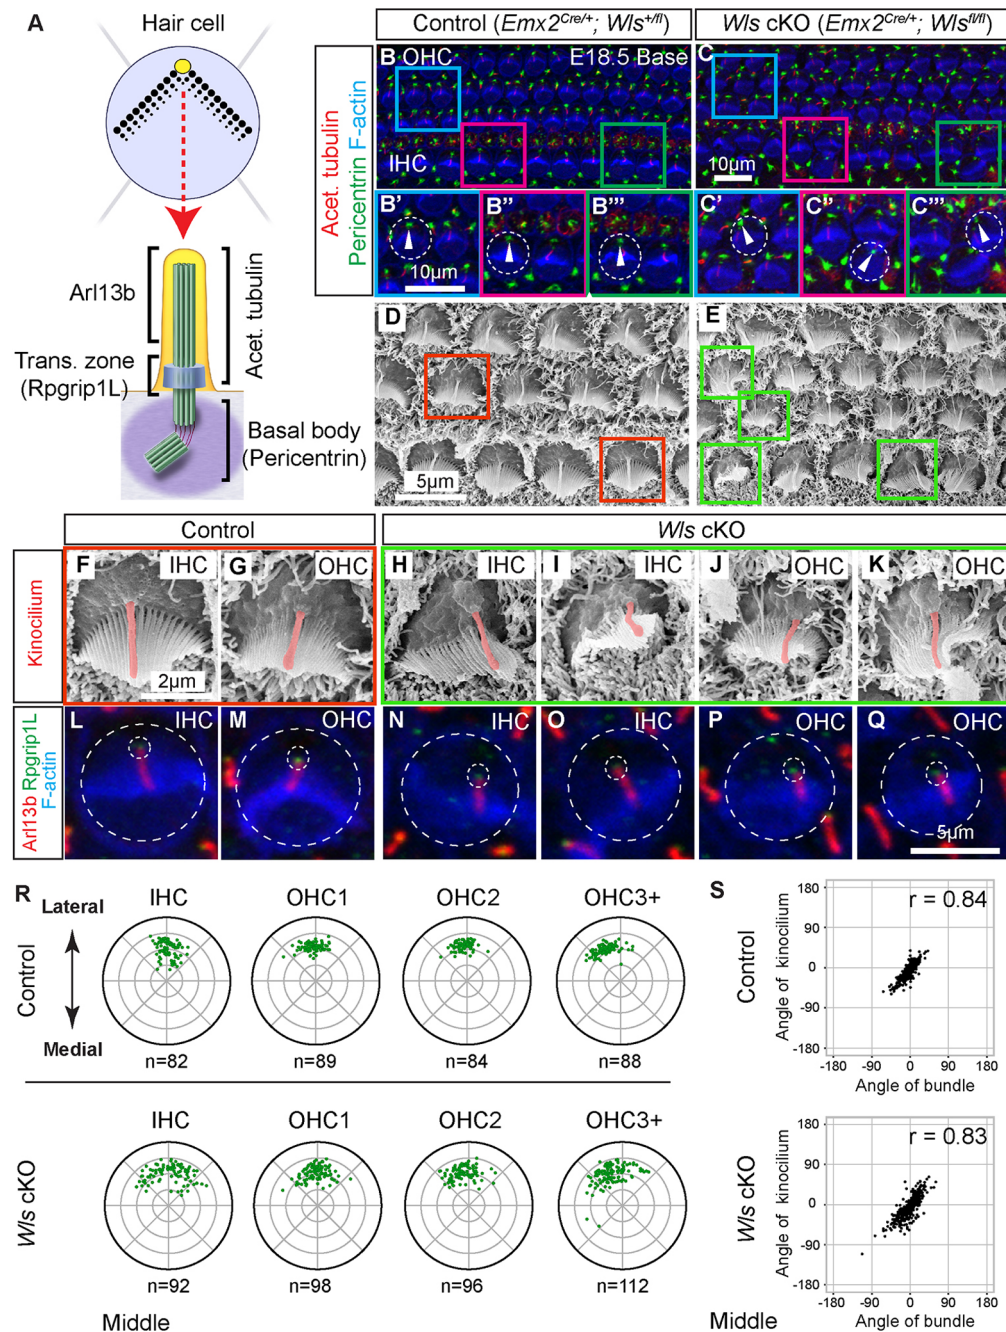 A
Hair cell
Arl13b
Trans. zone
(Rpgrip1L)
Acet. tubulin
Basal body
(Pericentrin)
Control (Emx2Cre/+; Wls+/fl)
Wls cKO (Emx2Cre/+; Wlsfl/fl)
Acet. tubulin
Pericentrin F-actin
B OHC
E18.5 Base
IHC
C
10µm
B'
10µm
B''
B'''
C'
C''
C'''
D
5µm
E
Control
Wls cKO
Kinocilium
F
IHC
2µm
G
OHC
H
IHC
I
IHC
J
OHC
K
OHC
Arl13b Rpgrip1L
F-actin
L
IHC
M
OHC
N
IHC
O
IHC
P
OHC
Q
OHC
5µm
R
Lateral
Medial
Control
IHC
OHC1
OHC2
OHC3+
n=82
n=89
n=84
n=88
Wls cKO
IHC
OHC1
OHC2
OHC3+
n=92
n=98
n=96
n=112
Middle
S
Control
Angle of kinocilium
180
90
0
-90
-180
r = 0.84
-180 -90 0 90 180
Angle of bundle
Wls cKO
Angle of kinocilium
180
90
0
-90
-180
r = 0.83
-180 -90 0 90 180
Middle
Angle of bundle